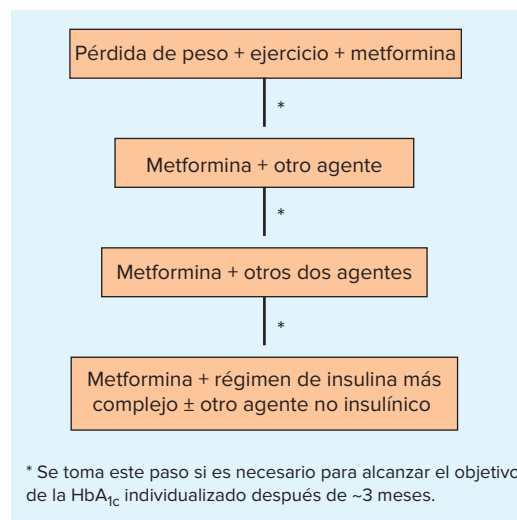 Pérdida de peso + ejercicio + metformina
*
Metformina + otro agente
*
Metformina + otros dos agentes
*
Metformina + régimen de insulina más
complejo ± otro agente no insulínico
* Se toma este paso si es necesario para alcanzar el objetivo
de la HbA1c individualizado después de ~3 meses.